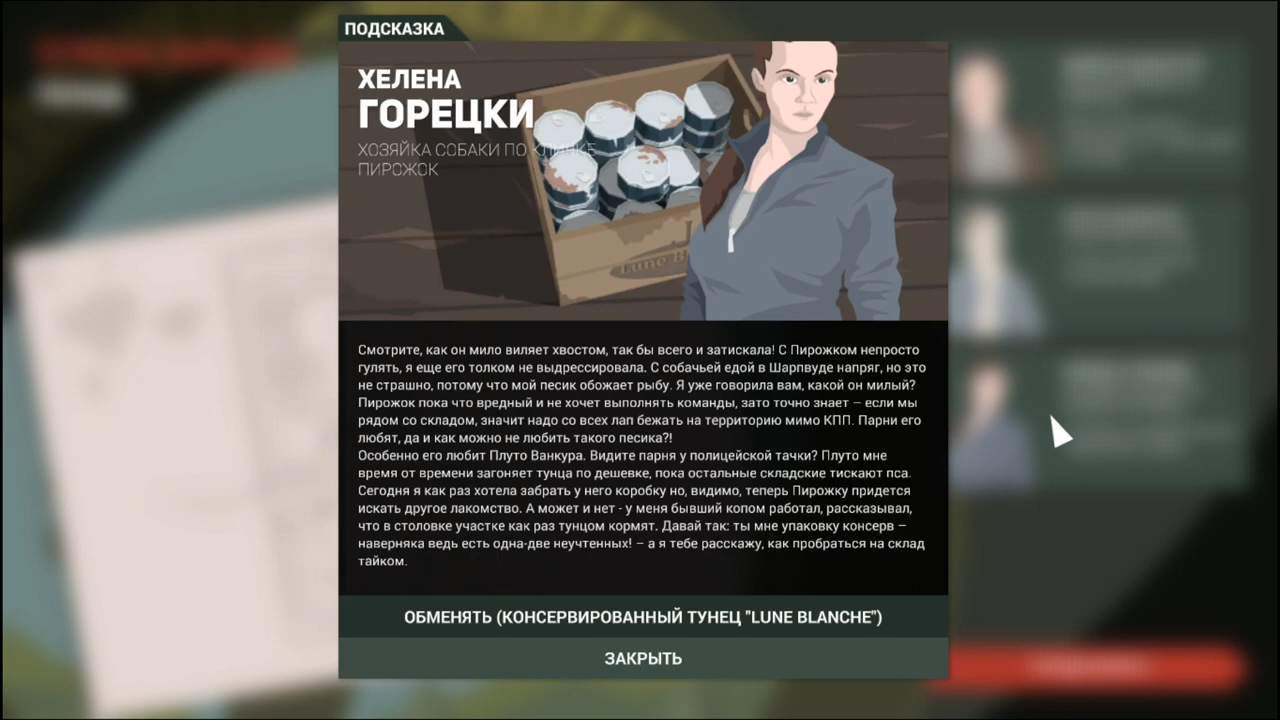 ПОДСКАЗКА
ХЕЛЕНА
ГОРЕЦКИ
ХОЗЯЙКА СОБАКИ ПО КЛИЧКЕ
ПИРОЖОК
Lune
Смотрите, как он мило виляет хвостом, так бы всего и затискала! С Пирожком непросто
гулять, я еще его толком не выдрессировала. С собачьей едой в Шарпвуде напряг, но это
не страшно, потому что мой песик обожает рыбу. Я уже говорила вам, какой он милый?
Пирожок пока что вредный и не хочет выполнять команды, зато точно знает – если мы
рядом со складом, значит надо со всех лап бежать на территорию мимо КПП. Парни его
любят, да и как можно не любить такого песика?!
Особенно его любит Плуто Ванкура. Видите парня у полицейской тачки? Плуто мне
время от времени загоняет тунца по дешевке, пока остальные складские тискают пса.
Сегодня я как раз хотела забрать у него коробку но, видимо, теперь Пирожку придется
искать другое лакомство. А может и нет - у меня бывший копом работал, рассказывал,
что в столовке участке как раз тунцом кормят. Давай так: ты мне упаковку консерв –
наверняка ведь есть одна-две неучтенных! – а я тебе расскажу, как пробраться на склад
тайком.
ОБМЕНЯТЬ (КОНСЕРВИРОВАННЫЙ ТУНЕЦ "LUNE BLANCHE")
ЗАКРЫТЬ